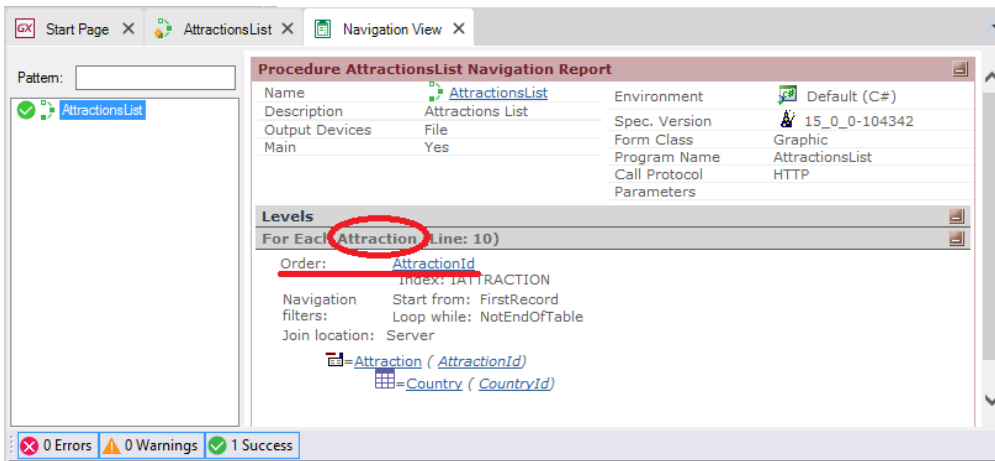 GX Start Page X AttractionsList X Navigation View X
Pattern:
AttractionsList
Procedure AttractionsList Navigation Report
Name AttractionsList
Description Attractions List
Output Devices File
Main Yes
Environment Default (C#)
Spec. Version 15_0_0-104342
Form Class Graphic
Program Name AttractionsList
Call Protocol HTTP
Parameters
Levels
For Each Attraction (Line: 10)
Order: AttractionId
Index: IATTRACTION
Navigation filters: Start from: FirstRecord
Loop while: NotEndOfTable
Join location: Server
=Attraction ( AttractionId)
=Country ( CountryId)
0 Errors 0 Warnings 1 Success